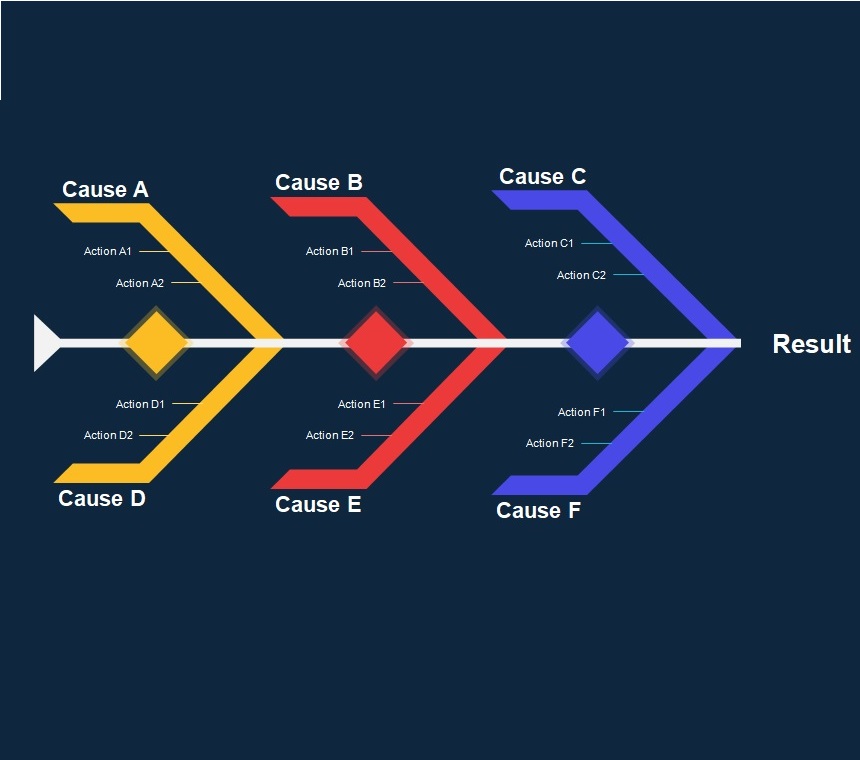 Cause A
Cause B
Cause C
Action A1
Action B1
Action C1
Action A2
Action B2
Action C2
Result
Action D1
Action E1
Action F1
Action D2
Action E2
Action F2
Cause D
Cause E
Cause F